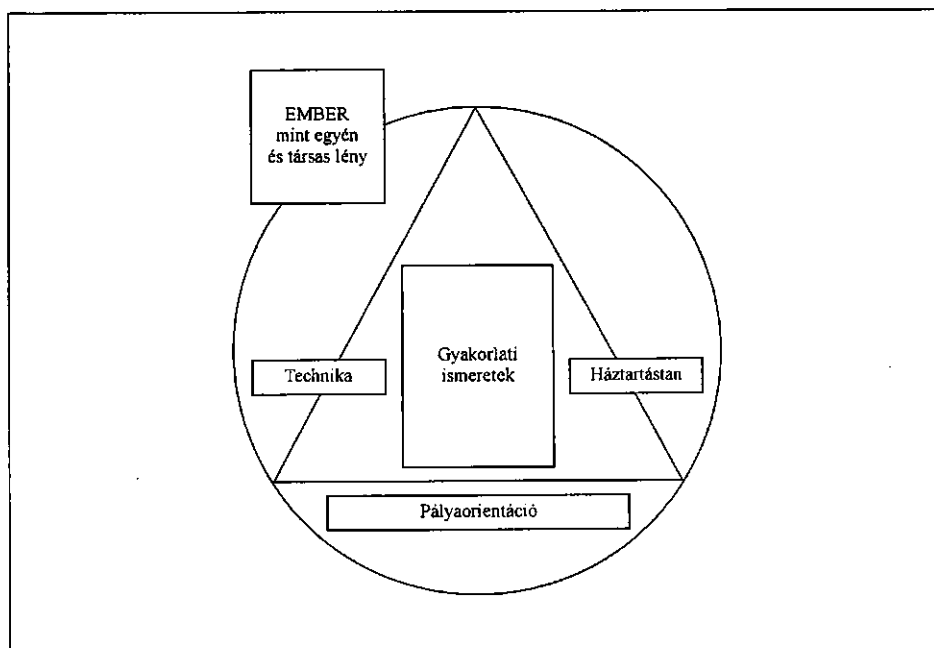 EMBER
mint egyén
és társas lény
Gyakorlati
ismeretek
Technika
Háztartástan
Pályaorientáció